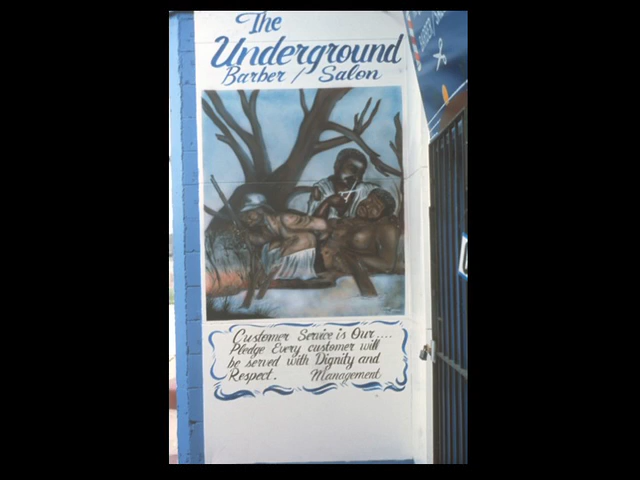 The
Underground
Barber / Salon
Customer Service is Our....
Pledge Every customer will
be served with Dignity and
Respect. Management